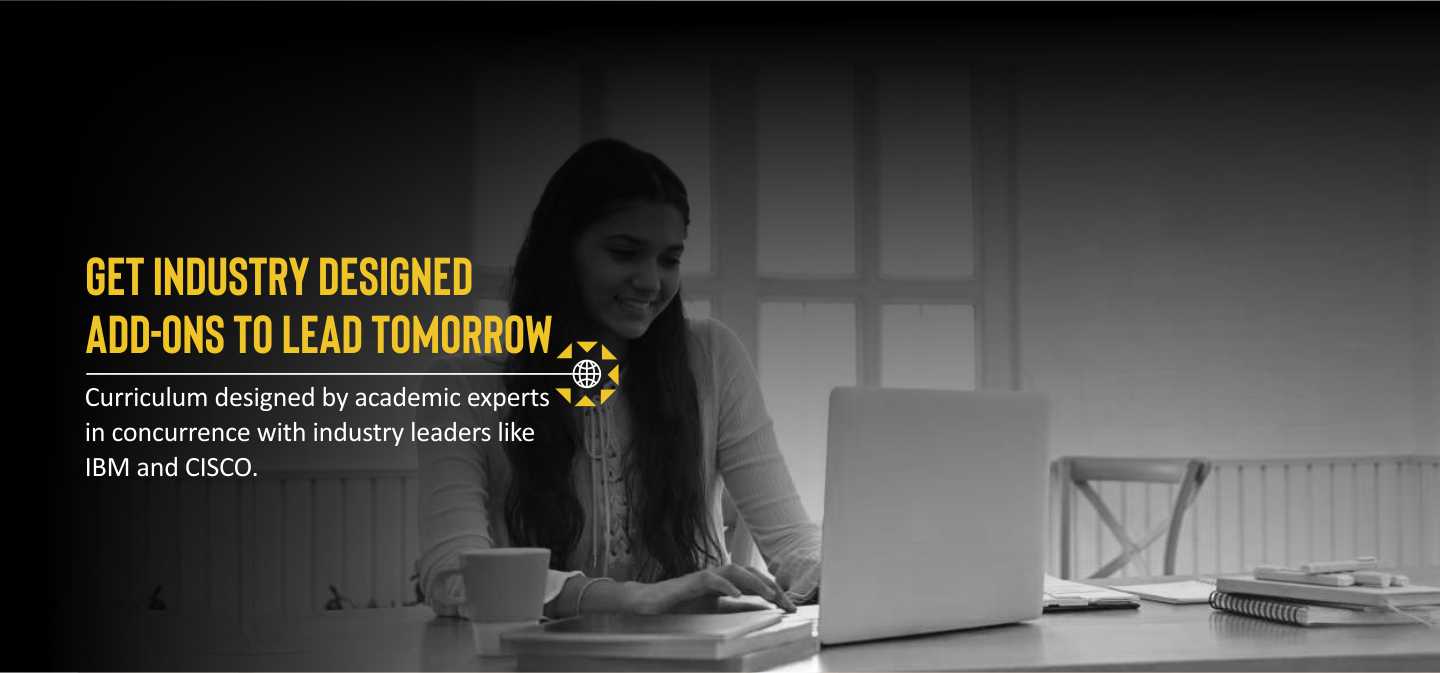 GET INDUSTRY DESIGNED
ADD-ONS TO LEAD TOMORROW
Curriculum designed by academic experts
in concurrence with industry leaders like
IBM and CISCO.